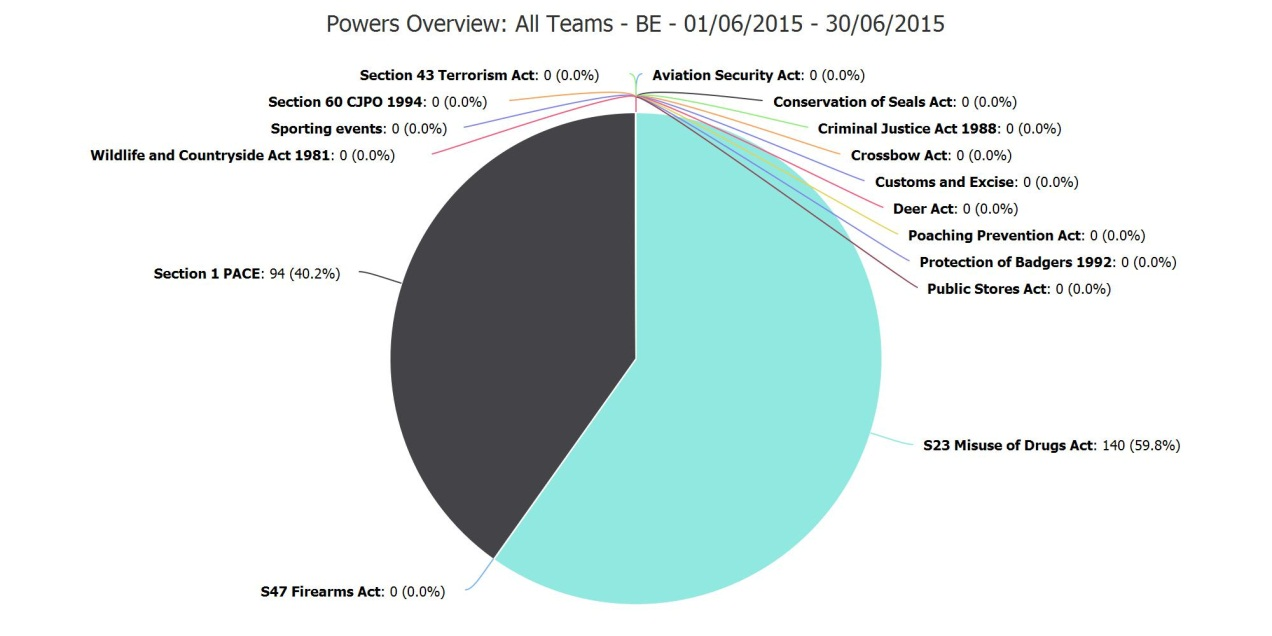 Powers Overview: All Teams - BE - 01/06/2015 - 30/06/2015
Section 43 Terrorism Act: 0 (0.0%)
Aviation Security Act: 0 (0.0%)
Section 60 CJPO 1994: 0 (0.0%)
Conservation of Seals Act: 0 (0.0%)
Sporting events: 0 (0.0%)
Criminal Justice Act 1988: 0 (0.0%)
Wildlife and Countryside Act 1981: 0 (0.0%)
Crossbow Act: 0 (0.0%)
Customs and Excise: 0 (0.0%)
Deer Act: 0 (0.0%)
Poaching Prevention Act: 0 (0.0%)
Protection of Badgers 1992: 0 (0.0%)
Section 1 PACE: 94 (40.2%)
Public Stores Act: 0 (0.0%)
S23 Misuse of Drugs Act: 140 (59.8%)
S47 Firearms Act: 0 (0.0%)